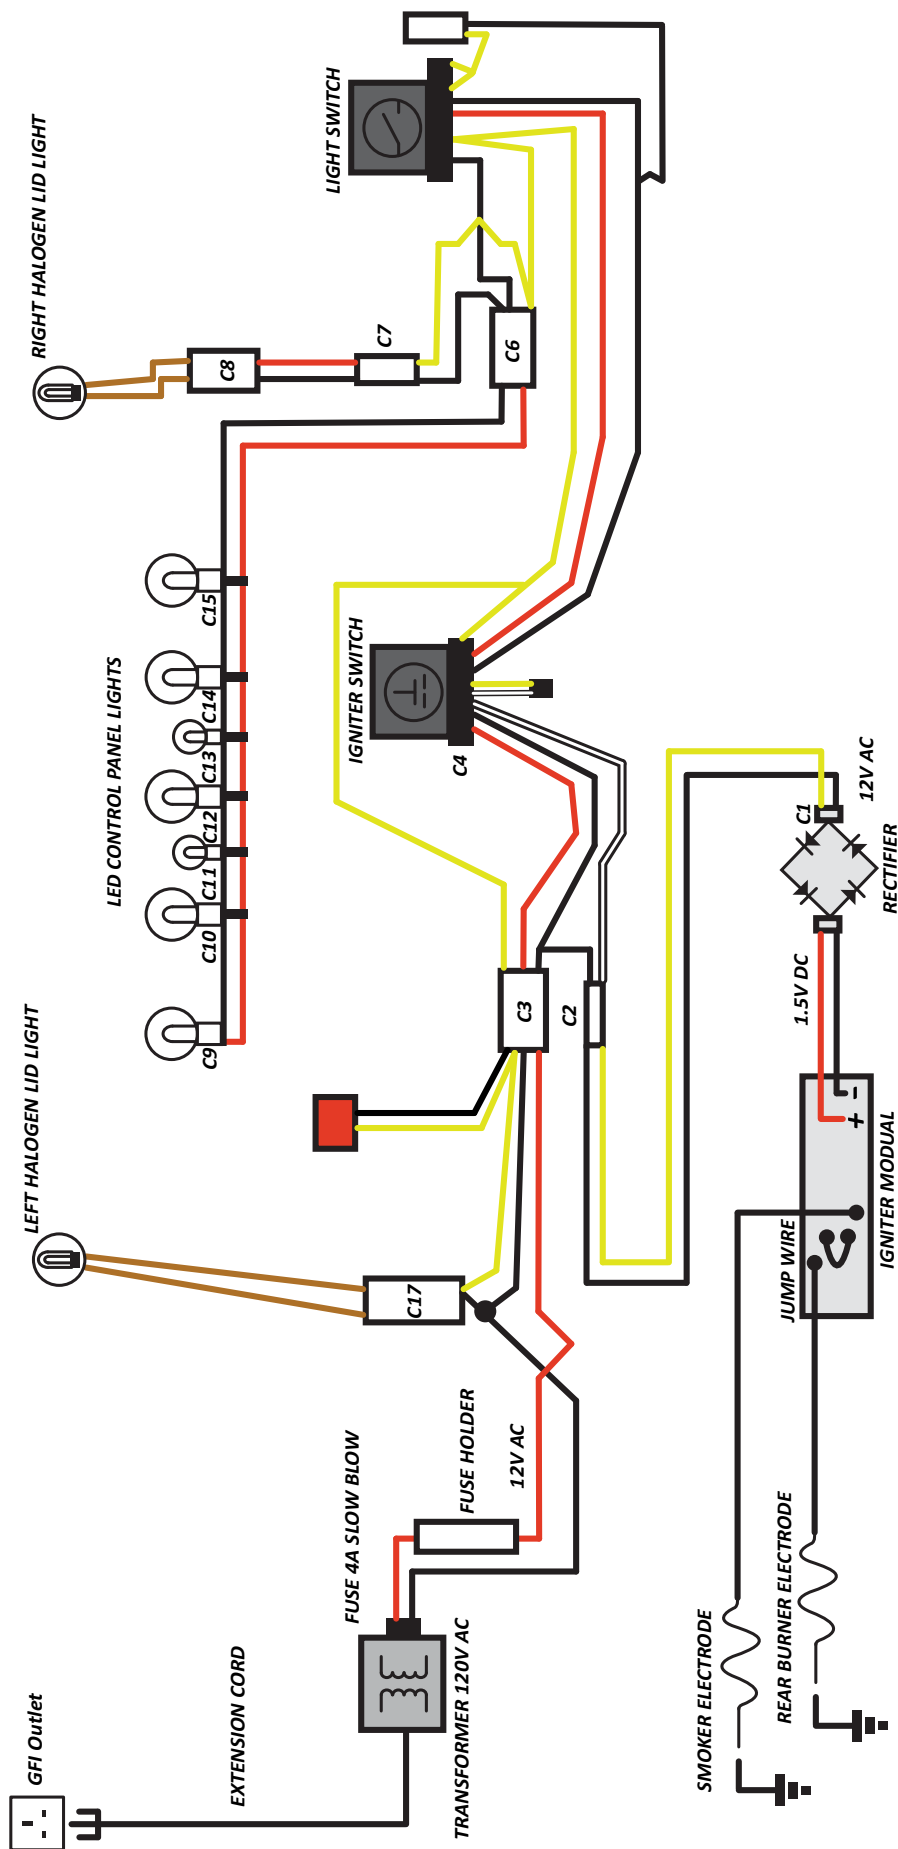 GFI Outlet
EXTENSION CORD
TRANSFORMER 120V AC
FUSE 4A SLOW BLOW
FUSE HOLDER
12V AC
LEFT HALOGEN LID LIGHT
C17
LED CONTROL PANEL LIGHTS
C9
C10
C11
C12
C13
C14
C15
RIGHT HALOGEN LID LIGHT
C8
C7
C6
LIGHT SWITCH
IGNITER SWITCH
C4
C3
C2
C1
12V AC
RECTIFIER
1.5V DC
+ -
IGNITER MODUAL
JUMP WIRE
SMOKER ELECTRODE
REAR BURNER ELECTRODE